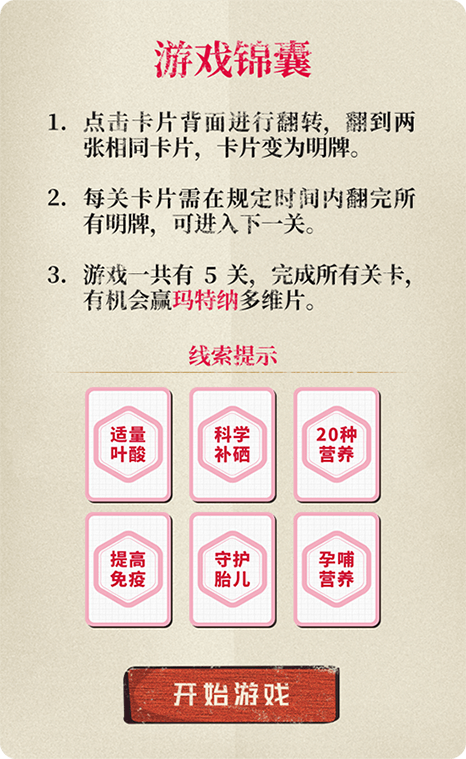 游戏锦囊
1. 点击卡片背面进行翻转，翻到两
张相同卡片，卡片变为明牌。
2. 每关卡片需在规定时间内翻完所
有明牌，可进入下一关。
3. 游戏一共有 5 关，完成所有关卡，
有机会赢玛特纳多维片。
线索提示
适量
叶酸
科学
补硒
20种
营养
提高
免疫
守护
胎儿
孕哺
营养
开始游戏